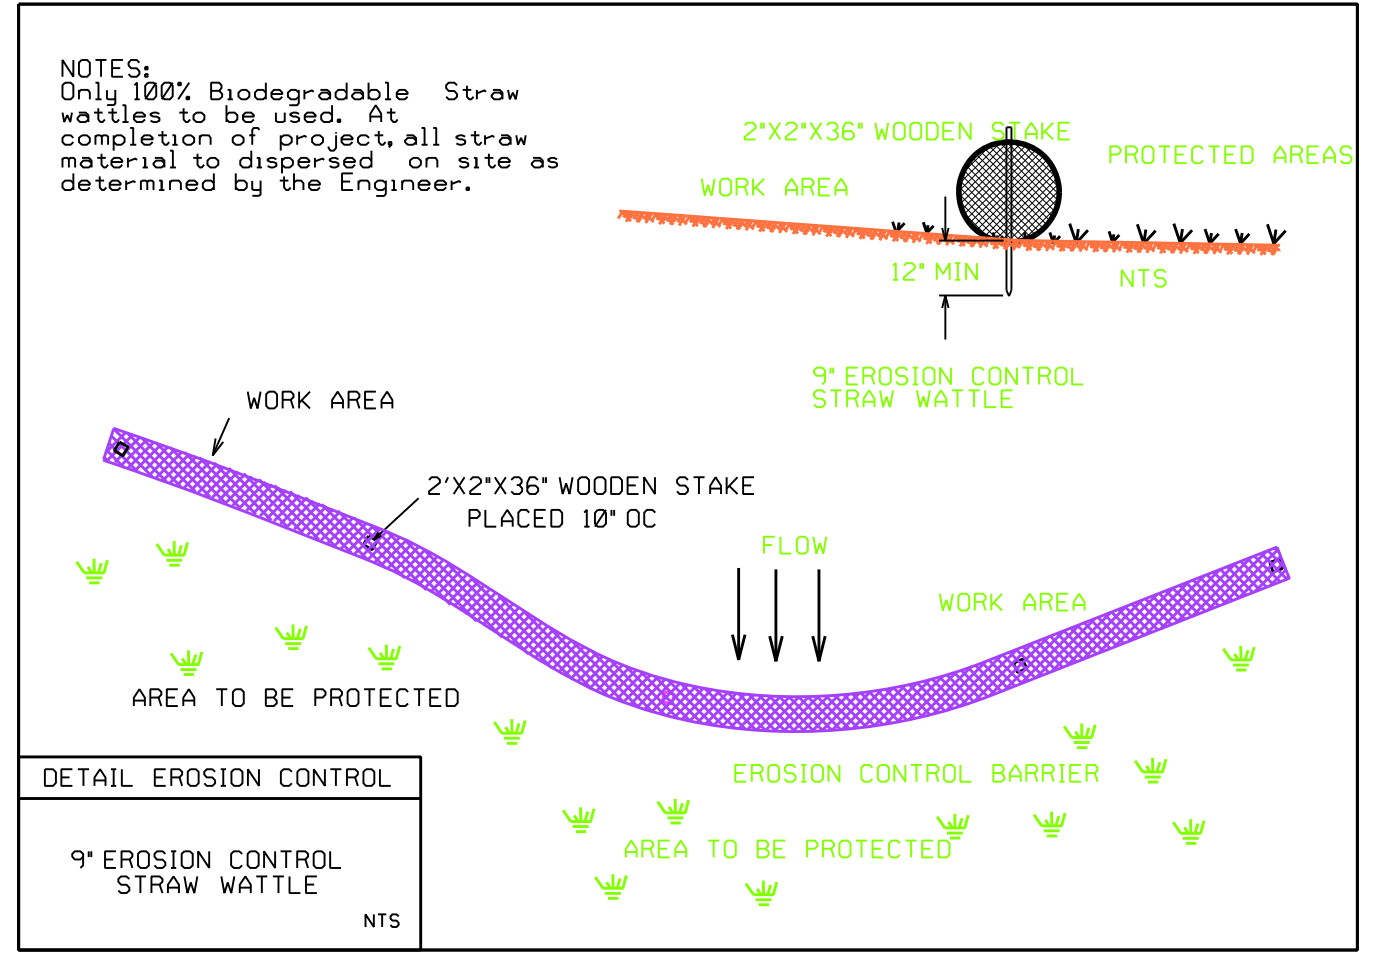 NOTES:
Only 100% Biodegradable Straw
wattles to be used. At
completion of project, all straw
material to dispersed on site as
determined by the Engineer.
2"X2"X36" WOODEN STAKE
PROTECTED AREAS
WORK AREA
12" MIN
NTS
9" EROSION CONTROL
STRAW WATTLE
WORK AREA
2'X2"X36" WOODEN STAKE
PLACED 10" OC
FLOW
WORK AREA
AREA TO BE PROTECTED
EROSION CONTROL BARRIER
AREA TO BE PROTECTED
DETAIL EROSION CONTROL
9" EROSION CONTROL
STRAW WATTLE
NTS